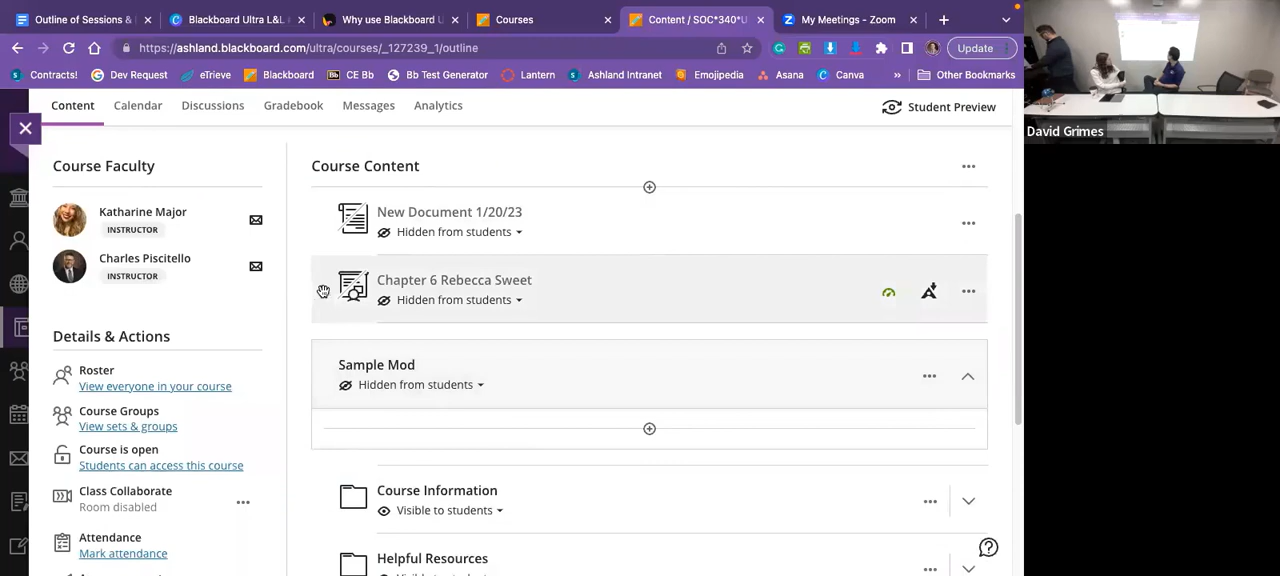 Outline of Sessions &
Blackboard Ultra L&L
Why use Blackboard U
Courses
Content / SOC*340*U
My Meetings - Zoom
https://ashland.blackboard.com/ultra/courses/_127239_1/outline
Update
Contracts!
Dev Request
eTrieve
Blackboard
CE Bb
Bb Test Generator
Lantern
Ashland Intranet
Emojipedia
Asana
Canva
Other Bookmarks
Content
Calendar
Discussions
Gradebook
Messages
Analytics
Student Preview
David Grimes
Course Faculty
Katharine Major
INSTRUCTOR
Charles Piscitello
INSTRUCTOR
Details & Actions
Roster
View everyone in your course
Course Groups
View sets & groups
Course is open
Students can access this course
Class Collaborate
Room disabled
Attendance
Mark attendance
Course Content
New Document 1/20/23
Hidden from students
Chapter 6 Rebecca Sweet
Hidden from students
Sample Mod
Hidden from students
Course Information
Visible to students
Helpful Resources